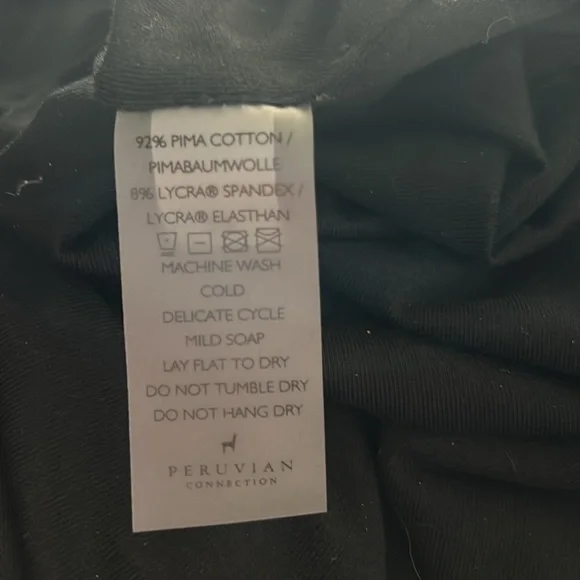 92% PIMA COTTON /
PIMABAUMWOLLE
8% LYCRA® SPANDEX /
LYCRA® ELASTHAN
MACHINE WASH
COLD
DELICATE CYCLE
MILD SOAP
LAY FLAT TO DRY
DO NOT TUMBLE DRY
DO NOT HANG DRY
PERUVIAN
CONNECTION